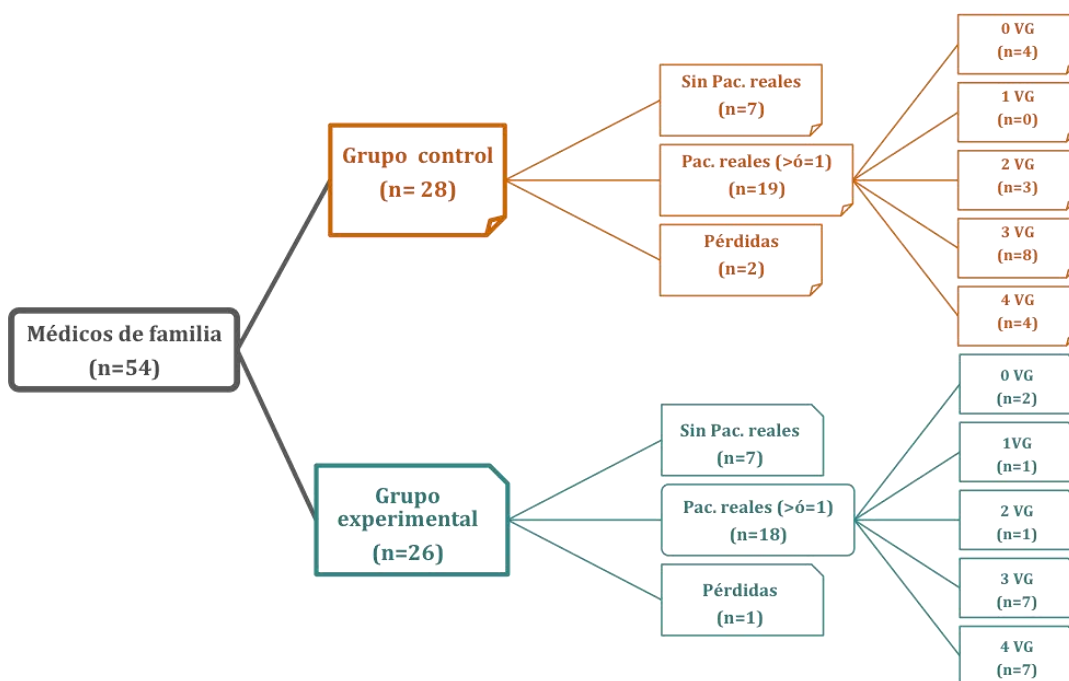 Médicos de familia
(n=54)
Grupo control
(n= 28)
Sin Pac. reales
(n=7)
Pac. reales (>ó=1)
(n=19)
Pérdidas
(n=2)
0 VG
(n=4)
1 VG
(n=0)
2 VG
(n=3)
3 VG
(n=8)
4 VG
(n=4)
Grupo
experimental
(n=26)
Sin Pac. reales
(n=7)
Pac. reales (>ó=1)
(n=18)
Pérdidas
(n=1)
0 VG
(n=2)
1VG
(n=1)
2 VG
(n=1)
3 VG
(n=7)
4 VG
(n=7)